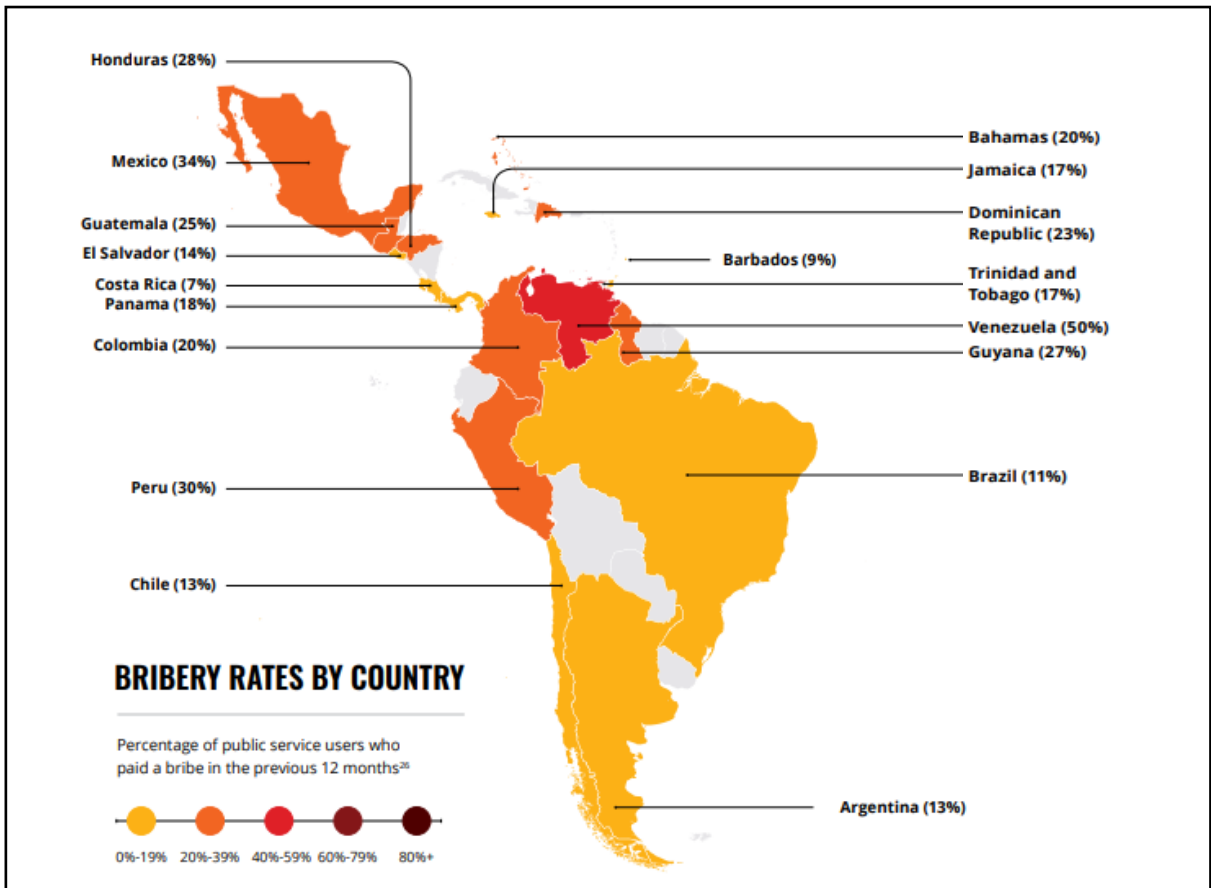 Honduras (28%)
Mexico (34%)
Guatemala (25%)
El Salvador (14%)
Costa Rica (7%)
Panama (18%)
Colombia (20%)
Peru (30%)
Chile (13%)
Bahamas (20%)
Jamaica (17%)
Dominican
Republic (23%)
Barbados (9%)
Trinidad and
Tobago (17%)
Venezuela (50%)
Guyana (27%)
Brazil (11%)
Argentina (13%)
BRIBERY RATES BY COUNTRY
Percentage of public service users who
paid a bribe in the previous 12 months²⁶
0%-19% 20%-39% 40%-59% 60%-79% 80%+